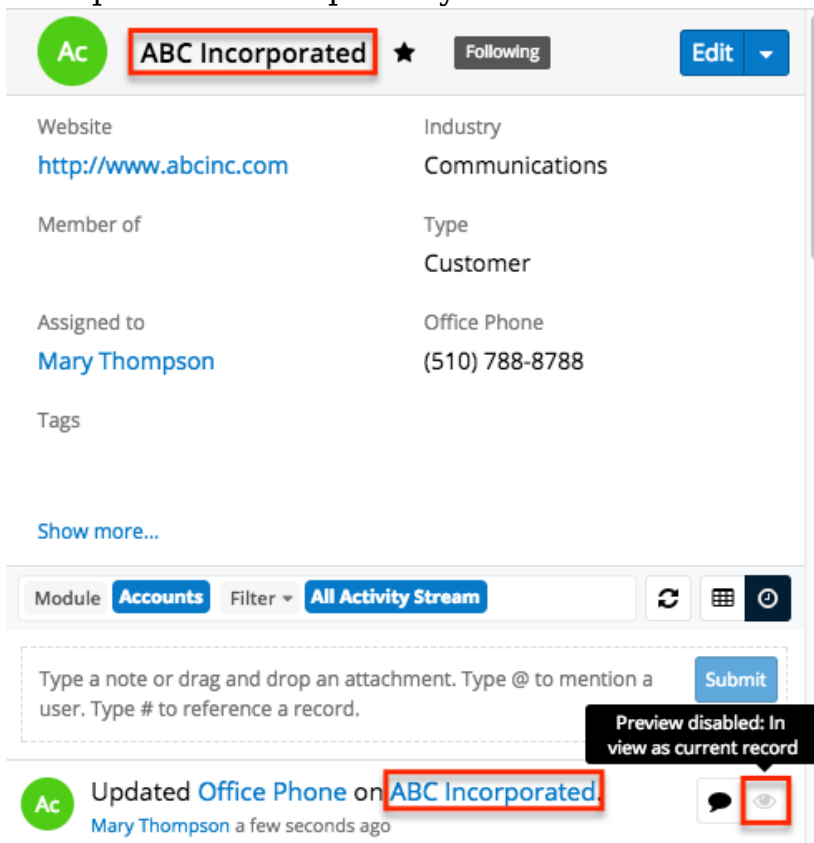 Ac ABC Incorporated Following Edit
Website Industry
http://www.abcinc.com Communications
Member of Type
Customer
Assigned to Office Phone
Mary Thompson (510) 788-8788
Tags
Show more...
Module Accounts Filter All Activity Stream
Type a note or drag and drop an attachment. Type @ to mention a
user. Type # to reference a record.
Submit
Preview disabled: In
view as current record
Ac Updated Office Phone on ABC Incorporated.
Mary Thompson a few seconds ago